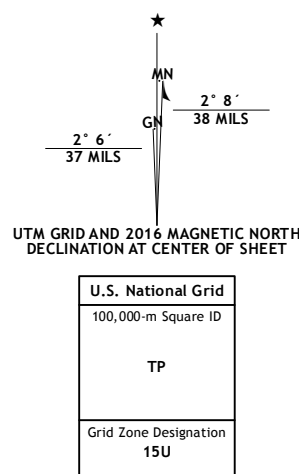 ★
MN
2° 8´
38 MILS
GN
2° 6´
37 MILS
UTM GRID AND 2016 MAGNETIC NORTH
DECLINATION AT CENTER OF SHEET
U.S. National Grid
100,000-m Square ID
TP
Grid Zone Designation
15U